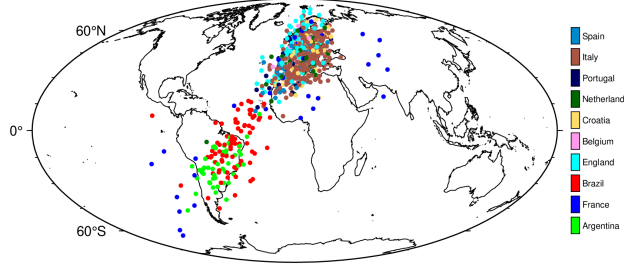 60°N
0°
60°S
Spain
Italy
Portugal
Netherland
Croatia
Belgium
England
Brazil
France
Argentina